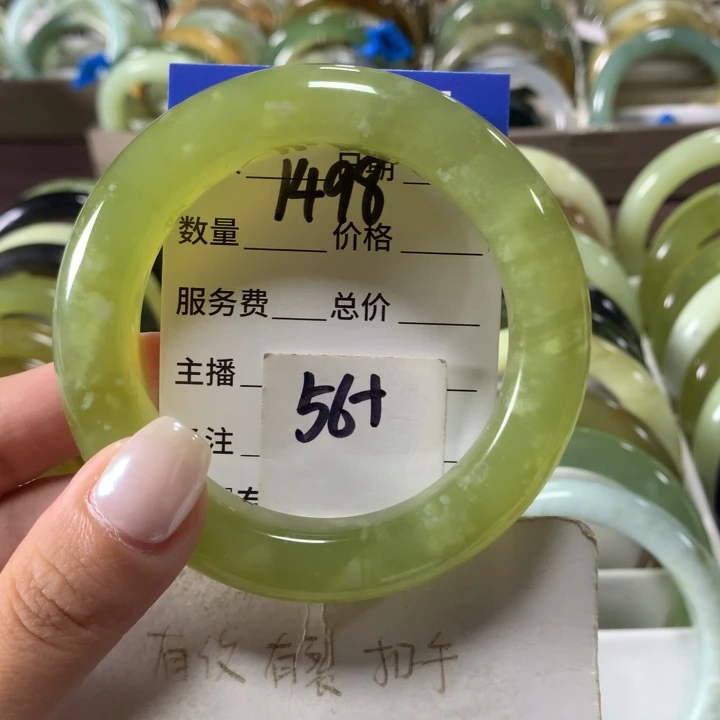 1498
数量 价格
服务费 总价
主播
56+
注
有纹 有裂 扣手